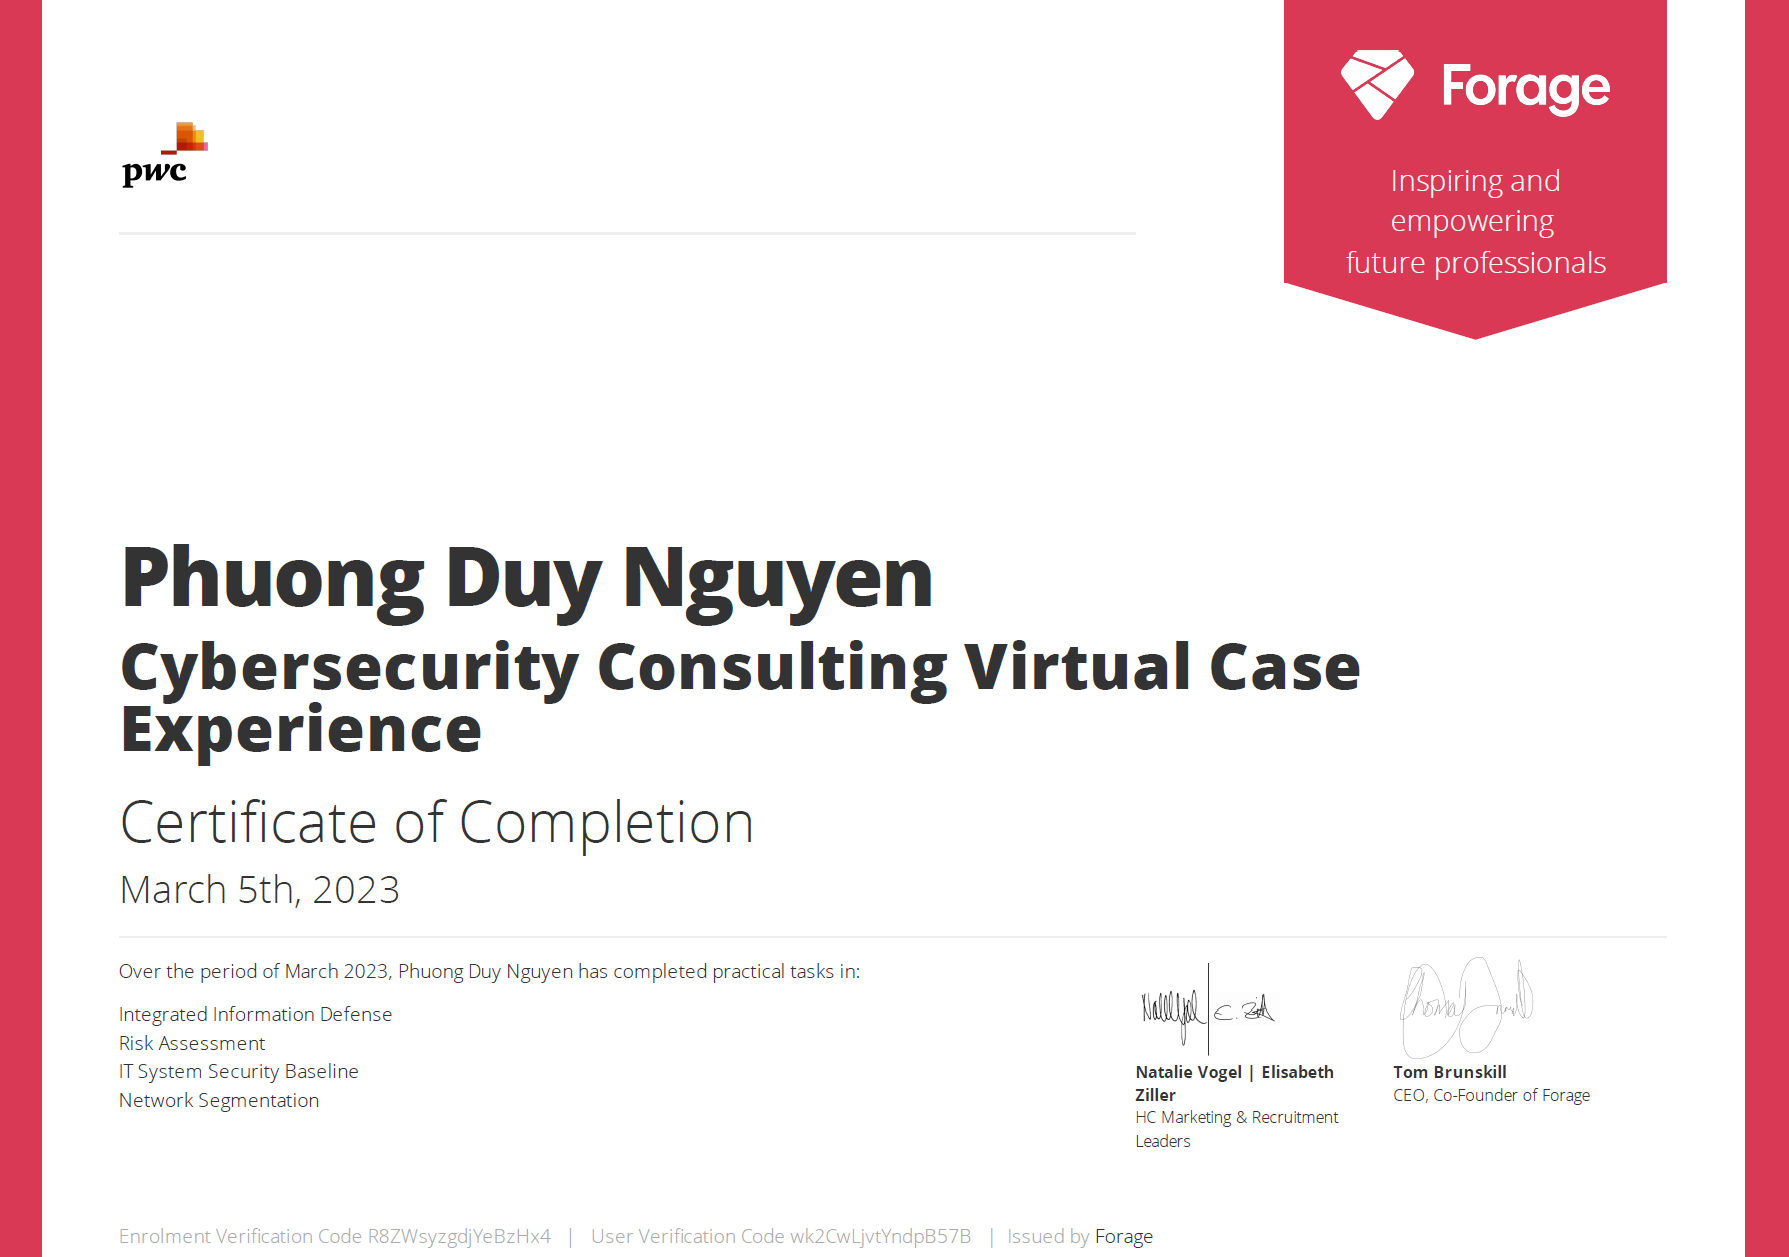 pwc
Forage
Inspiring and
empowering
future professionals
Phuong Duy Nguyen
Cybersecurity Consulting Virtual Case
Experience
Certificate of Completion
March 5th, 2023
Over the period of March 2023, Phuong Duy Nguyen has completed practical tasks in:
Integrated Information Defense
Risk Assessment
IT System Security Baseline
Network Segmentation
Natalie Vogel | Elisabeth
Ziller
HC Marketing & Recruitment
Leaders
Tom Brunskill
CEO, Co-Founder of Forage
Enrolment Verification Code R8ZWsyzgdjYeBzHx4 | User Verification Code wk2CwLjvtYndpB57B | Issued by Forage